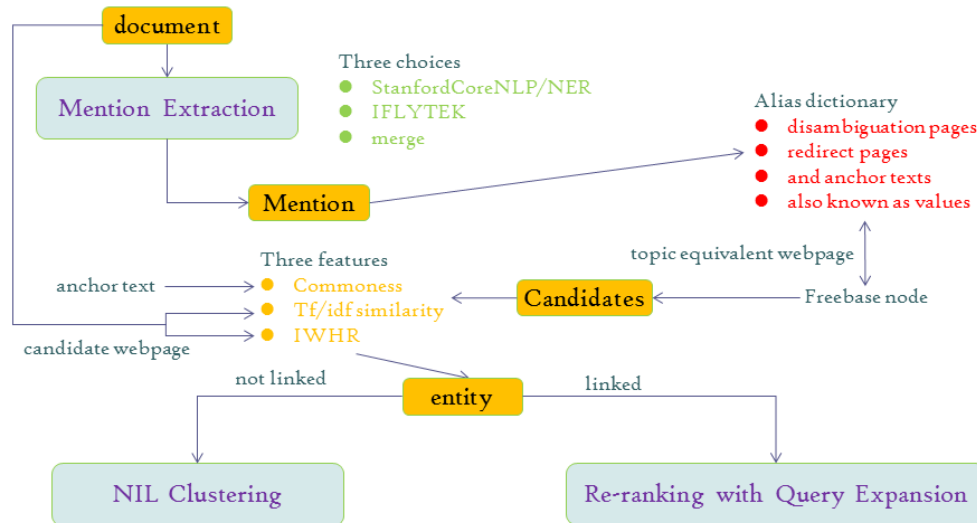 document
Three choices
StanfordCoreNLP/NER
IFLYTEK
merge
Mention Extraction
Alias dictionary
disambiguation pages
redirect pages
and anchor texts
also known as values
Mention
topic equivalent webpage
Three features
anchor text
Commoness
Tf/idf similarity
IWHR
Candidates
Freebase node
candidate webpage
not linked
entity
linked
NIL Clustering
Re-ranking with Query Expansion